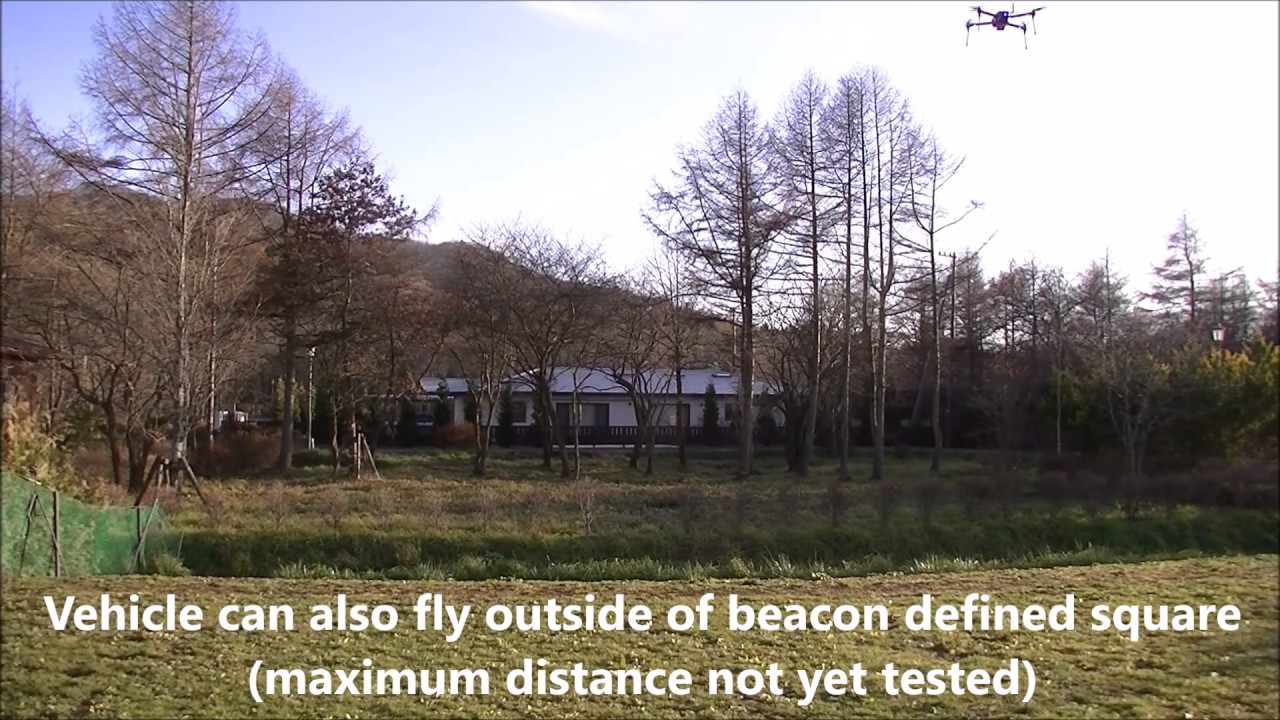 Vehicle can also fly outside of beacon defined square
(maximum distance not yet tested)